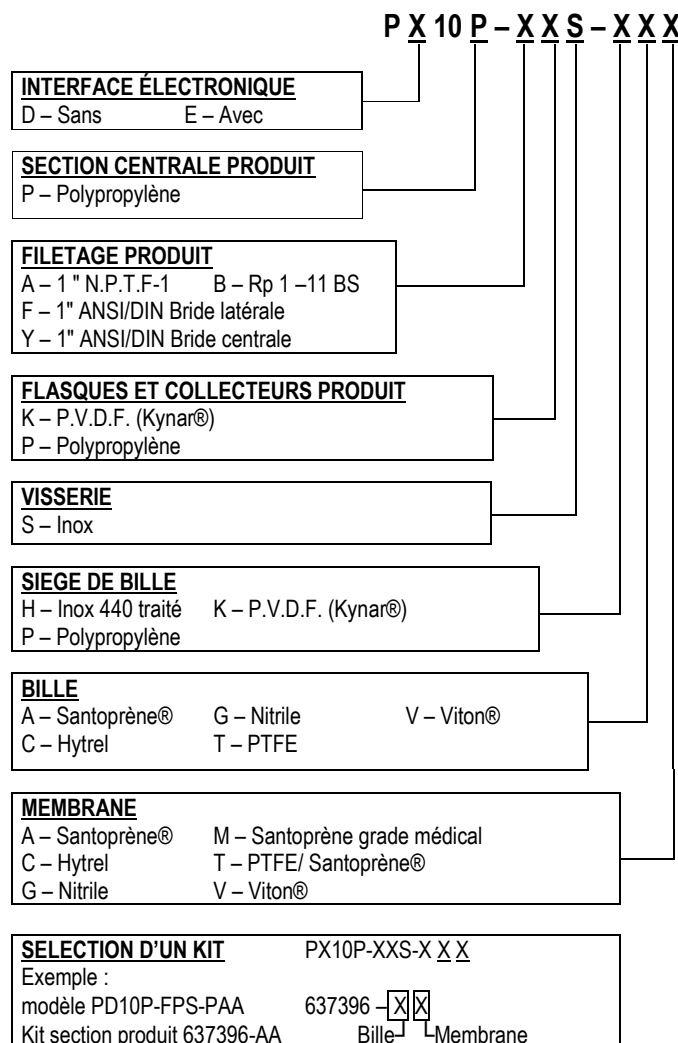 P X 10 P – X X S – X X X
INTERFACE ÉLECTRONIQUE
D – Sans E – Avec
SECTION CENTRALE PRODUIT
P – Polypropylène
FILETAGE PRODUIT
A – 1 " N.P.T.F-1 B – Rp 1 –11 BS
F – 1" ANSI/DIN Bride latérale
Y – 1" ANSI/DIN Bride centrale
FLASQUES ET COLLECTEURS PRODUIT
K – P.V.D.F. (Kynar®)
P – Polypropylène
VISSERIE
S – Inox
SIEGE DE BILLE
H – Inox 440 traité K – P.V.D.F. (Kynar®)
P – Polypropylène
BILLE
A – Santoprène® G – Nitrile V – Viton®
C – Hytrel T – PTFE
MEMBRANE
A – Santoprène® M – Santoprène grade médical
C – Hytrel T – PTFE/ Santoprène®
G – Nitrile V – Viton®
SELECTION D'UN KIT PX10P-XXS-X X X
Exemple :
modèle PD10P-FPS-PAA 637396 – X X
Kit section produit 637396-AA Bille Membrane